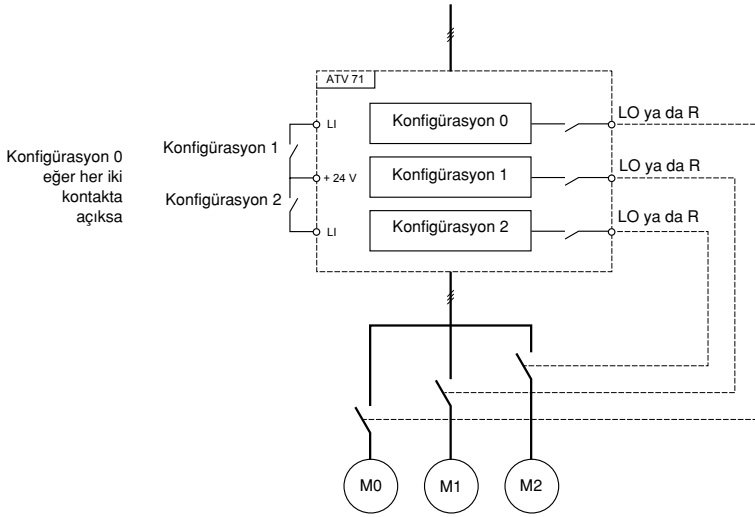 ATV 71
LI
Konfigürasyon 0
LO ya da R
Konfigürasyon 0
eğer her iki
kontakta
açıksa
Konfigürasyon 1
+ 24 V
Konfigürasyon 1
LO ya da R
Konfigürasyon 2
LI
Konfigürasyon 2
LO ya da R
M0
M1
M2